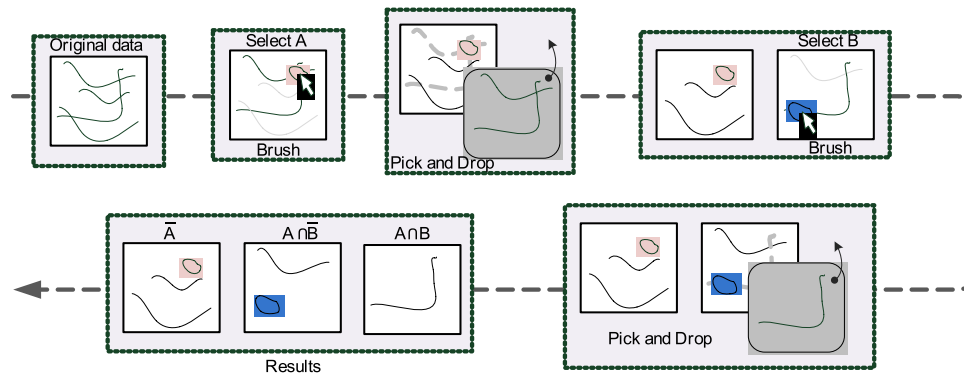 Original data
Select A
Brush
Pick and Drop
Select B
Brush
Pick and Drop
A̅
A∩B̅
A∩B
Results